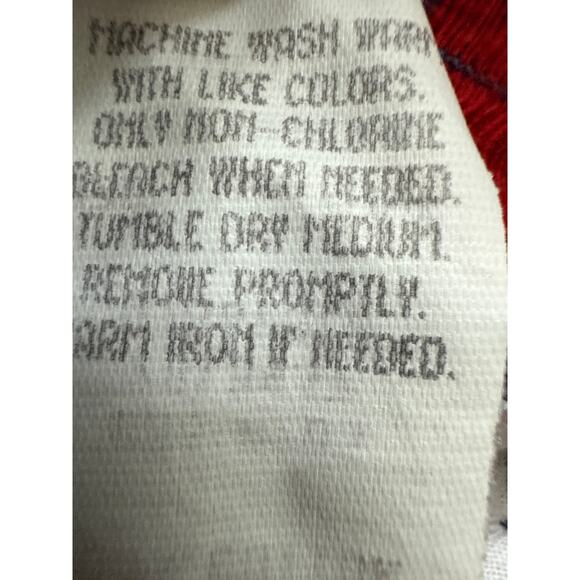 MACHINE WASH WARM,
WITH LIKE COLORS.
ONLY NON-CHLORINE
BLEACH WHEN NEEDED.
TUMBLE DRY MEDIUM.
REMOVE PROMPTLY.
WARM IRON IF NEEDED.